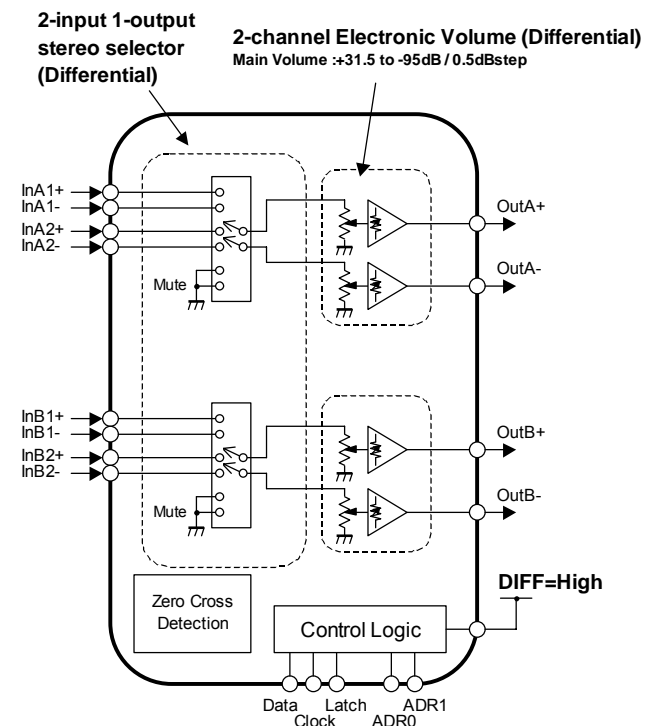 2-input 1-output
stereo selector
(Differential)
2-channel Electronic Volume (Differential)
Main Volume :+31.5 to -95dB / 0.5dBstep
InA1+
InA1-
InA2+
InA2-
Mute
OutA+
OutA-
InB1+
InB1-
InB2+
InB2-
Mute
OutB+
OutB-
DIFF=High
Zero Cross
Detection
Control Logic
Data
Clock
Latch
ADR0
ADR1